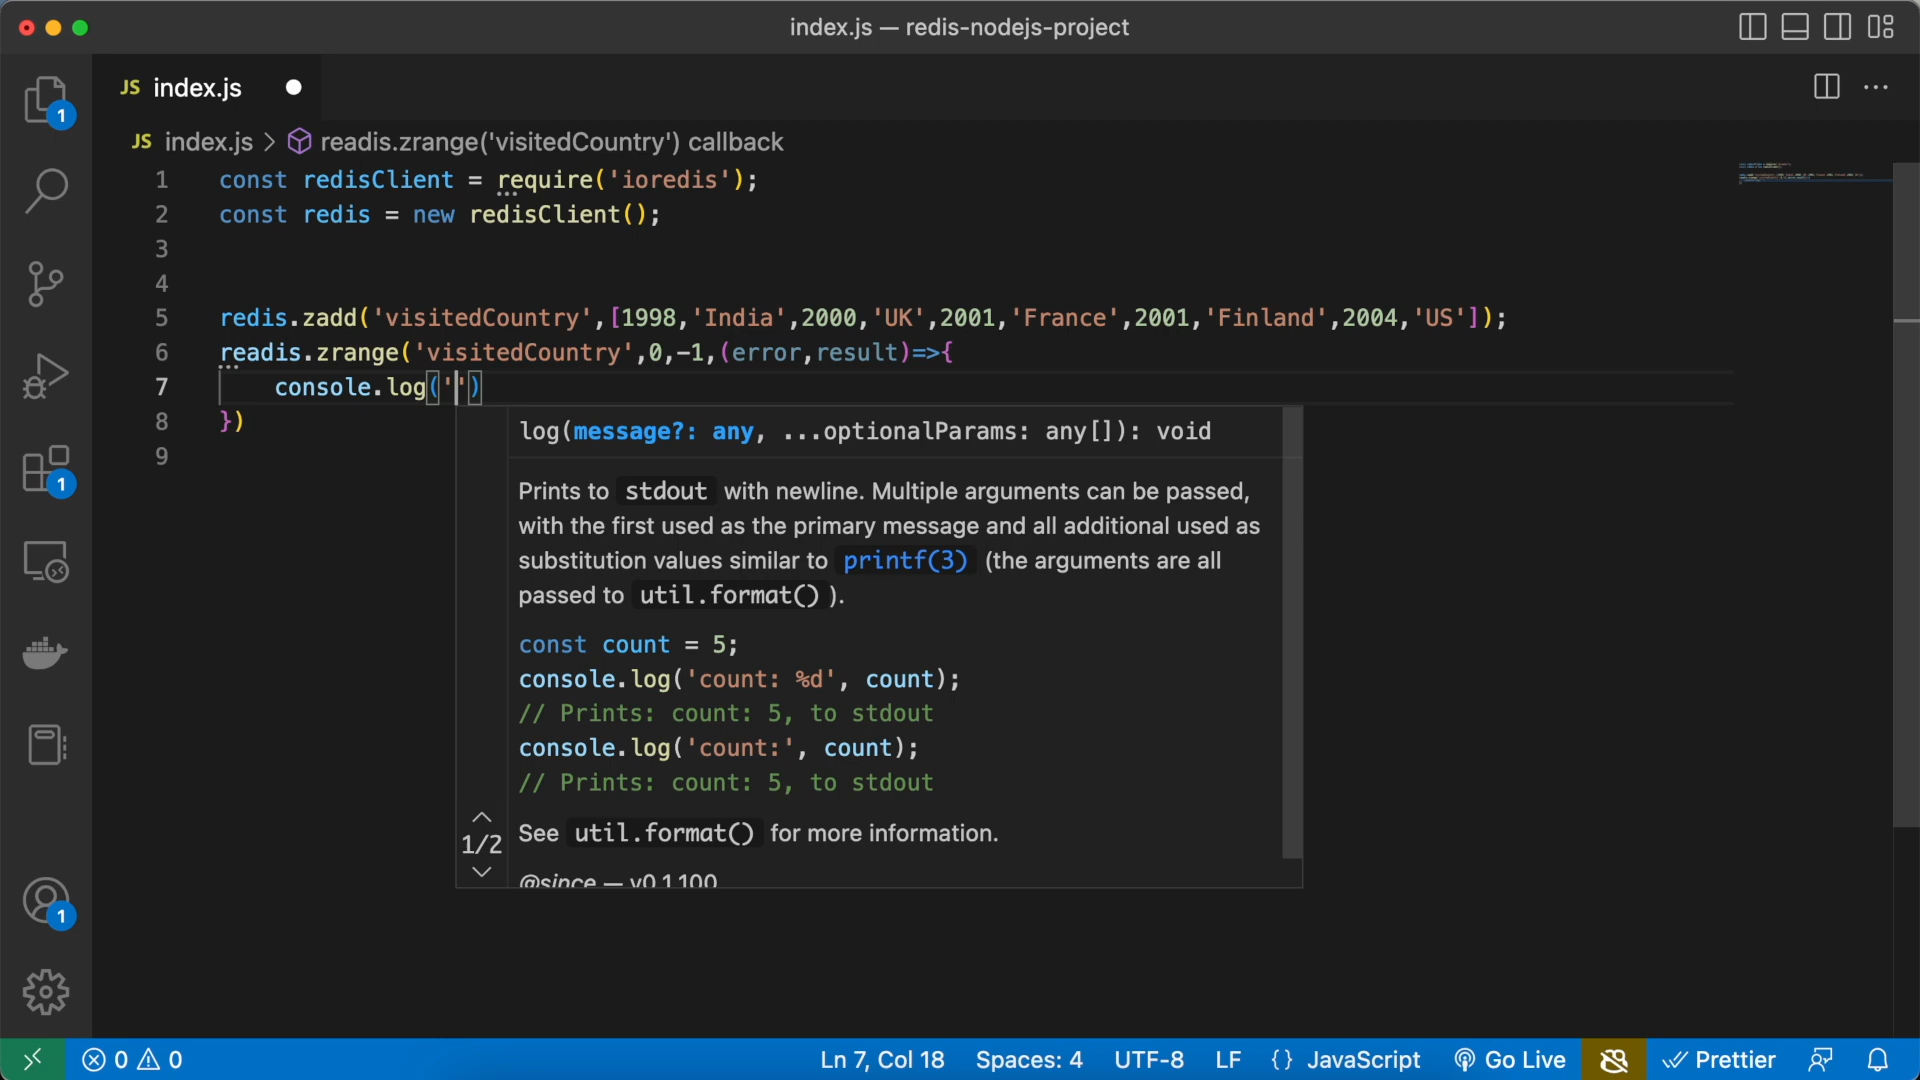 index.js — redis-nodejs-project
JS index.js
JS index.js > readis.zrange('visitedCountry') callback
1 const redisClient = require('ioredis');
2 const redis = new redisClient();
3
4
5 redis.zadd('visitedCountry',[1998,'India',2000,'UK',2001,'France',2001,'Finland',2004,'US']);
6 readis.zrange('visitedCountry',0,-1,(error,result)=>{
7 console.log('')
8 })
9
log(message?: any, ...optionalParams: any[]): void
Prints to stdout with newline. Multiple arguments can be passed,
with the first used as the primary message and all additional used as
substitution values similar to printf(3) (the arguments are all
passed to util.format() ).
const count = 5;
console.log('count: %d', count);
// Prints: count: 5, to stdout
console.log('count:', count);
// Prints: count: 5, to stdout
1/2
See util.format() for more information.
@since — v0.1.100
1
1
1
0 0
Ln 7, Col 18 Spaces: 4 UTF-8 LF {} JavaScript Go Live Prettier